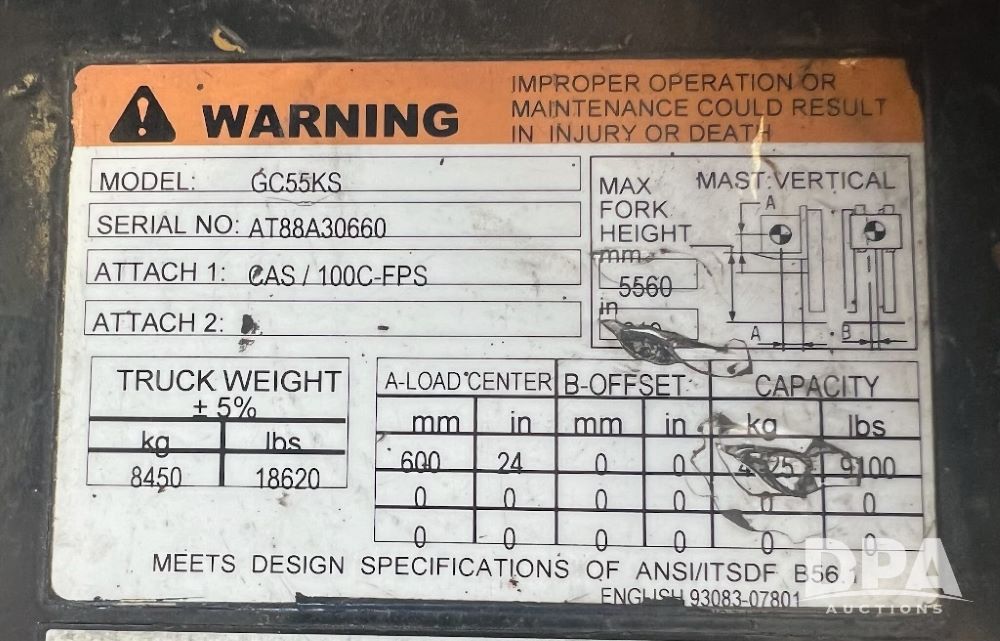 WARNING
IMPROPER OPERATION OR
MAINTENANCE COULD RESULT
IN INJURY OR DEATH
MODEL: GC55KS
SERIAL NO: AT88A30660
ATTACH 1: CAS / 100C-FPS
ATTACH 2: -
MAX
FORK
HEIGHT
mm
5560
in
MAST:VERTICAL
A
A B
TRUCK WEIGHT
± 5%
kg lbs
8450 18620
A-LOAD CENTER B-OFFSET CAPACITY
mm in mm in kg lbs
600 24 0 0 9100
0 0 0 0 0 0
0 0 0 0 0 0
MEETS DESIGN SPECIFICATIONS OF ANSI/ITSDF B56.1
ENGLISH 93083-07801
DPA
AUCTIONS